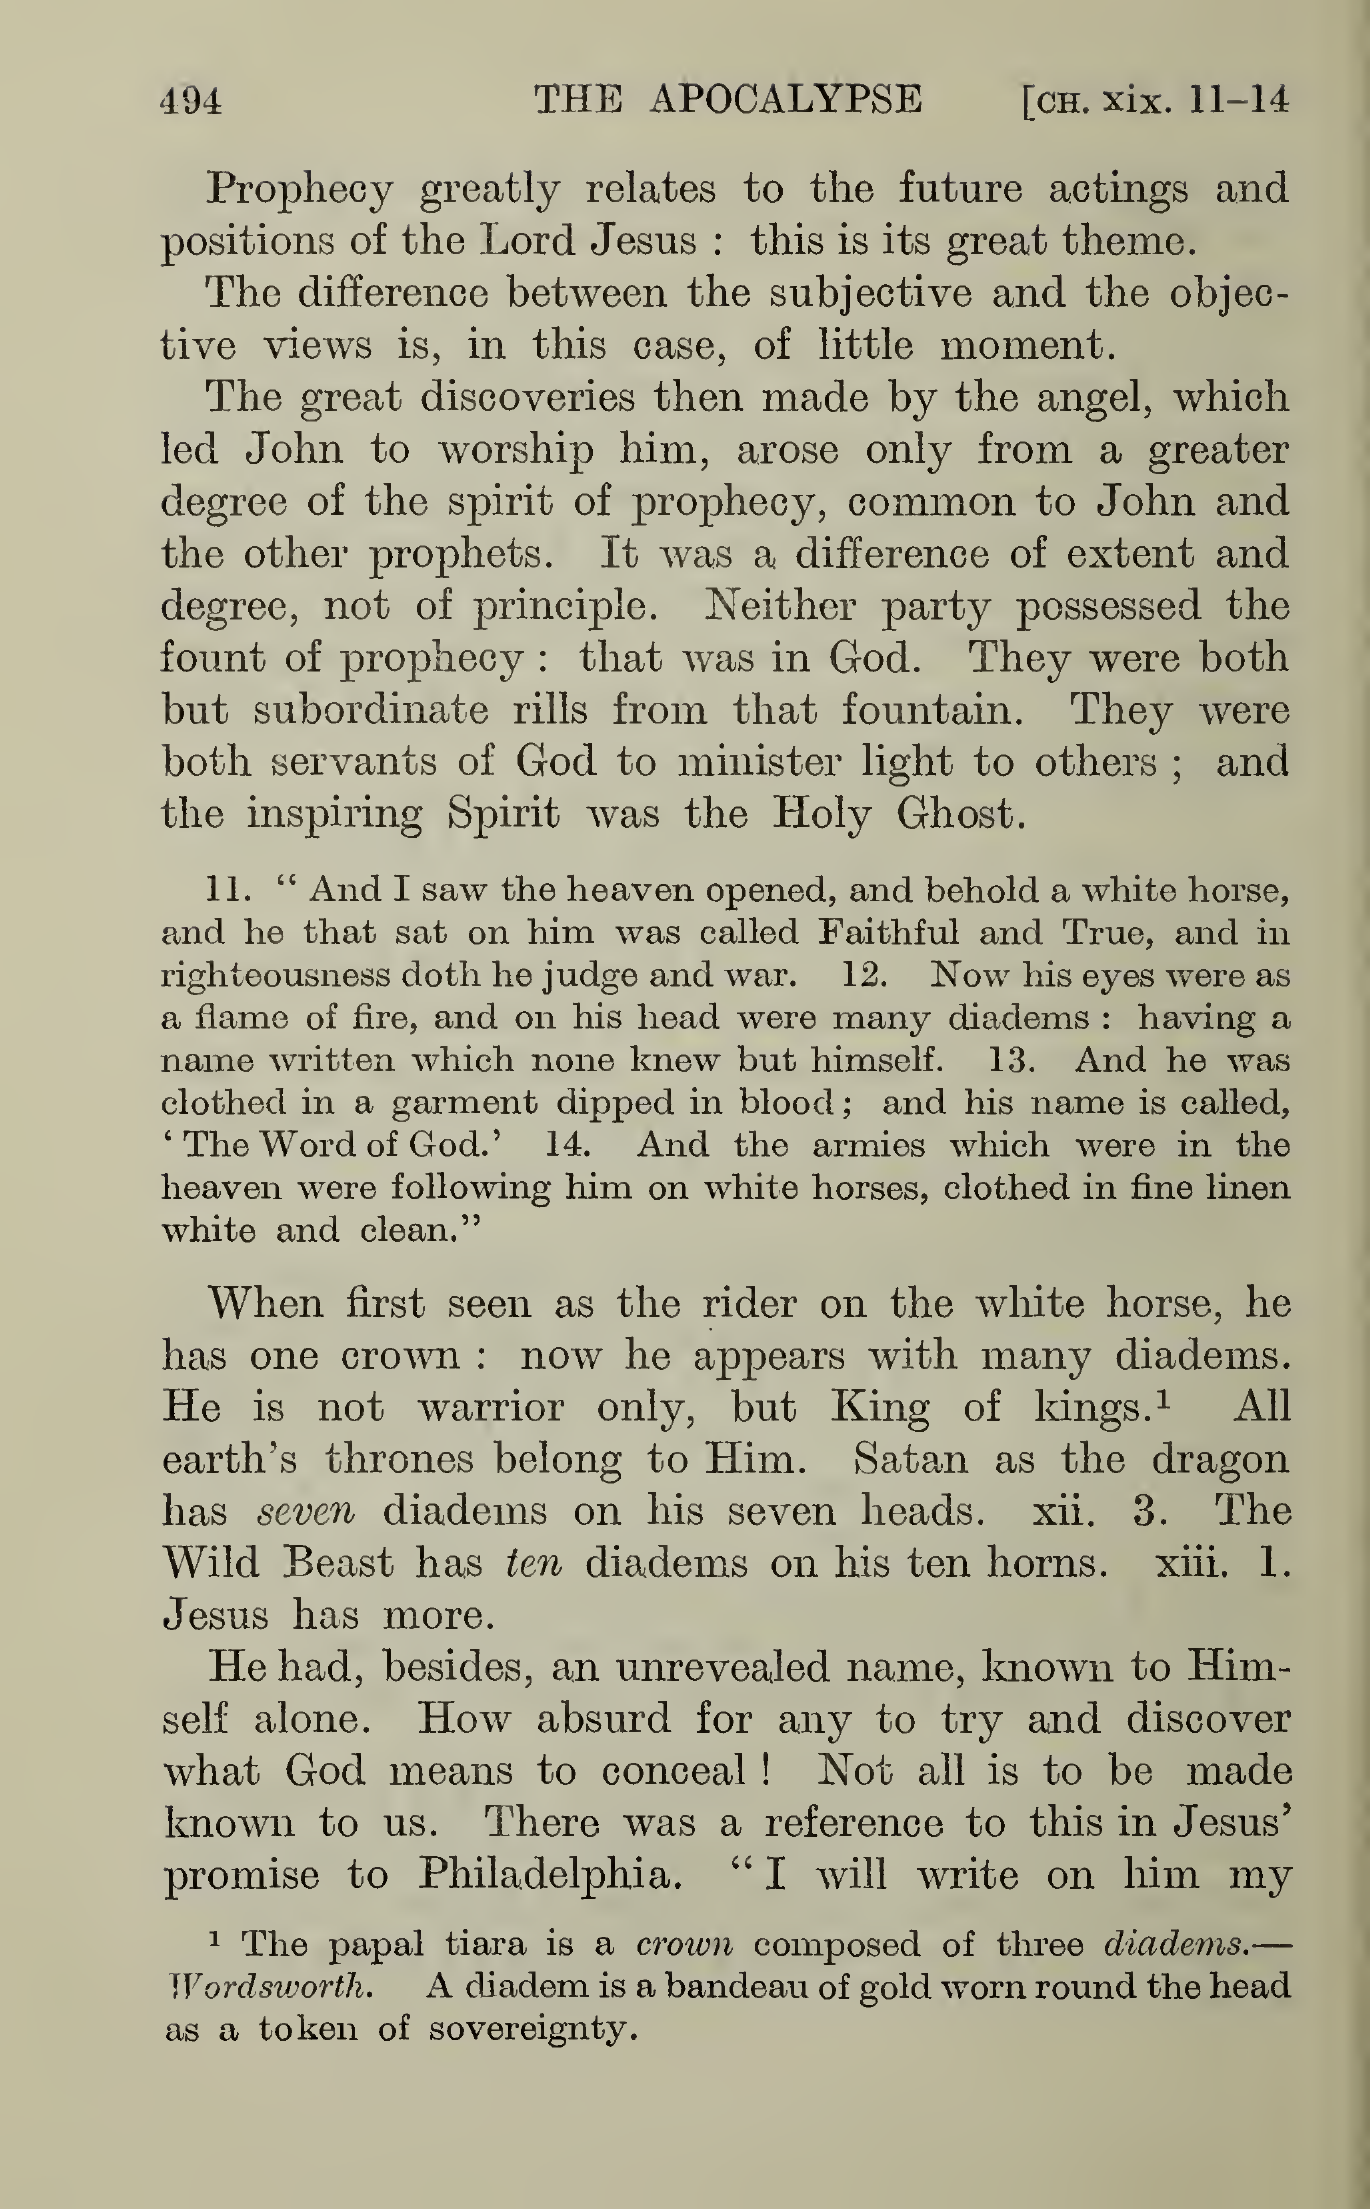 494 THE APOCALYPSE [CH. xix. 11–14
Prophecy greatly relates to the future actings and
positions of the Lord Jesus : this is its great theme.
The difference between the subjective and the objec-
tive views is, in this case, of little moment.
The great discoveries then made by the angel, which
led John to worship him, arose only from a greater
degree of the spirit of prophecy, common to John and
the other prophets. It was a difference of extent and
degree, not of principle. Neither party possessed the
fount of prophecy : that was in God. They were both
but subordinate rills from that fountain. They were
both servants of God to minister light to others ; and
the inspiring Spirit was the Holy Ghost.
11. “ And I saw the heaven opened, and behold a white horse,
and he that sat on him was called Faithful and True, and in
righteousness doth he judge and war. 12. Now his eyes were as
a flame of fire, and on his head were many diadems : having a
name written which none knew but himself. 13. And he was
clothed in a garment dipped in blood ; and his name is called,
‘ The Word of God.’ 14. And the armies which were in the
heaven were following him on white horses, clothed in fine linen
white and clean.”
When first seen as the rider on the white horse, he
has one crown : now he appears with many diadems.
He is not warrior only, but King of kings.¹ All
earth’s thrones belong to Him. Satan as the dragon
has seven diadems on his seven heads. xii. 3. The
Wild Beast has ten diadems on his ten horns. xiii. 1.
Jesus has more.
He had, besides, an unrevealed name, known to Him-
self alone. How absurd for any to try and discover
what God means to conceal ! Not all is to be made
known to us. There was a reference to this in Jesus’
promise to Philadelphia. “ I will write on him my
¹ The papal tiara is a crown composed of three diadems.—
Wordsworth. A diadem is a bandeau of gold worn round the head
as a token of sovereignty.